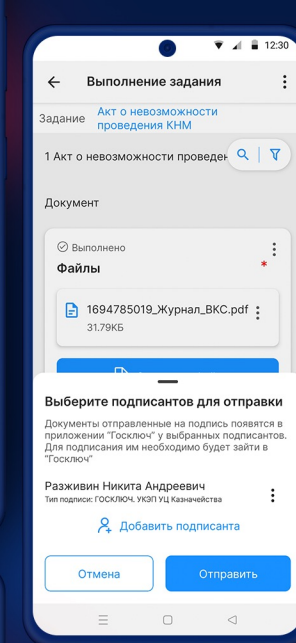 12:30
Выполнение задания
Задание
Акт о невозможности
проведения КНМ
1 Акт о невозможности проведен
Документ
Выполнено
Файлы *
1694785019_Журнал_ВКС.pdf
31.79КБ
Выберите подписантов для отправки
Документы отправленные на подпись появятся в
приложении "Госключ" у выбранных подписантов.
Для подписания им необходимо будет зайти в
"Госключ"
Разживин Никита Андреевич
Тип подписи: ГОСКЛЮЧ. УКЭП УЦ Казначейства
Добавить подписанта
Отмена
Отправить